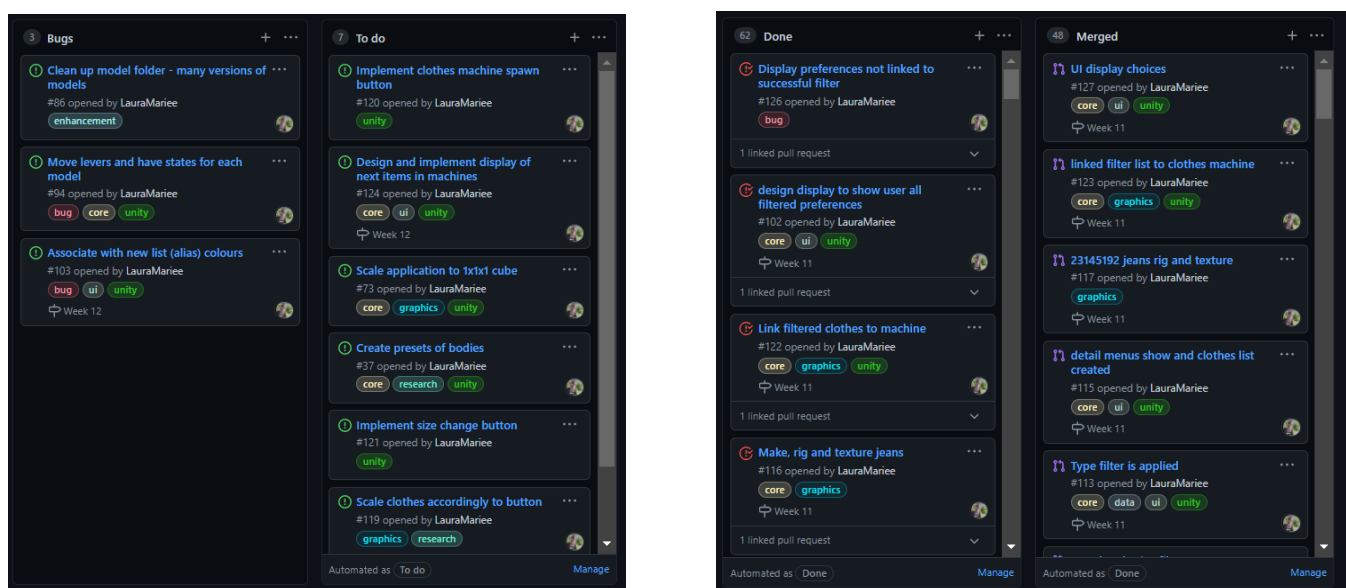 3 Bugs
Clean up model folder - many versions of
models
#86 opened by LauraMariee
enhancement
Move levers and have states for each
model
#94 opened by LauraMariee
bug core unity
Associate with new list (alias) colours
#103 opened by LauraMariee
bug ui unity
Week 12
7 To do
Implement clothes machine spawn
button
#120 opened by LauraMariee
unity
Design and implement display of
next items in machines
#124 opened by LauraMariee
core ui unity
Week 12
Scale application to 1x1x1 cube
#73 opened by LauraMariee
core graphics unity
Create presets of bodies
#37 opened by LauraMariee
core research unity
Implement size change button
#121 opened by LauraMariee
unity
Scale clothes accordingly to button
#119 opened by LauraMariee
graphics research
Automated as To do Manage
62 Done
Display preferences not linked to
successful filter
#126 opened by LauraMariee
bug
1 linked pull request
design display to show user all
filtered preferences
#102 opened by LauraMariee
core ui unity
Week 11
1 linked pull request
Link filtered clothes to machine
#122 opened by LauraMariee
core graphics unity
Week 11
1 linked pull request
Make, rig and texture jeans
#116 opened by LauraMariee
core graphics
Week 11
1 linked pull request
Automated as Done Manage
48 Merged
UI display choices
#127 opened by LauraMariee
core ui unity
Week 11
linked filter list to clothes machine
#123 opened by LauraMariee
core graphics unity
Week 11
23145192 jeans rig and texture
#117 opened by LauraMariee
graphics
Week 11
detail menus show and clothes list
created
#115 opened by LauraMariee
core ui unity
Week 11
Type filter is applied
#113 opened by LauraMariee
core data ui unity
Week 11
Automated as Done Manage